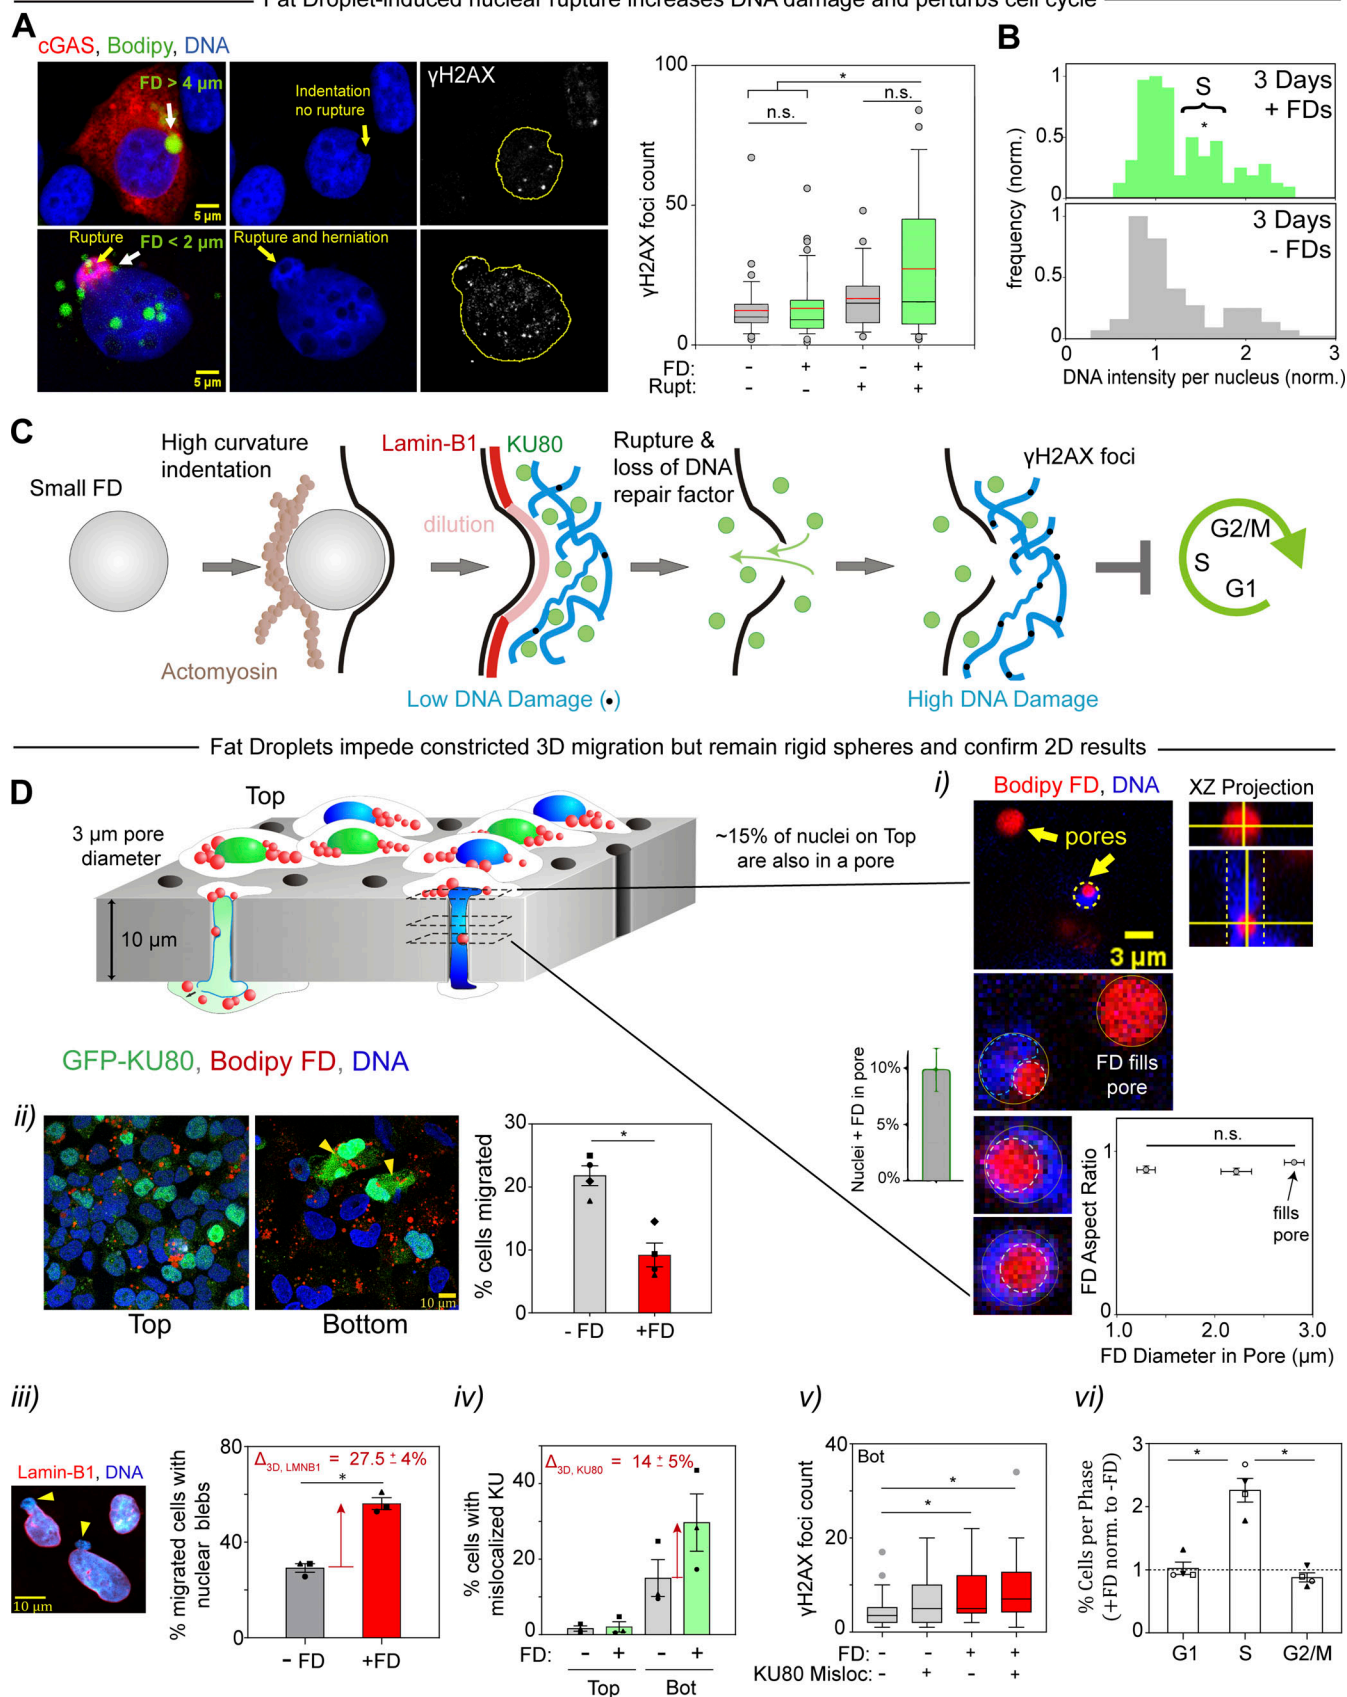 Fat Droplet-induced nuclear rupture increases DNA damage and perturbs cell cycle
A
cGAS, Bodipy, DNA
FD > 4 µm
5 µm
Indentation
no rupture
γH2AX
Rupture
FD < 2 µm
5 µm
Rupture and herniation
γH2AX foci count
100
50
0
*
n.s.
n.s.
FD: - + - +
Rupt: - - + +
B
3 Days
+ FDs
S
*
1
0.5
0
3 Days
- FDs
1
0.5
0
frequency (norm.)
0 1 2 3
DNA intensity per nucleus (norm.)
C
Small FD
High curvature
indentation
Actomyosin
Lamin-B1
KU80
dilution
Low DNA Damage (•)
Rupture &
loss of DNA
repair factor
γH2AX foci
High DNA Damage
G2/M
S
G1
Fat Droplets impede constricted 3D migration but remain rigid spheres and confirm 2D results
D
Top
3 µm pore
diameter
10 µm
~15% of nuclei on Top
are also in a pore
GFP-KU80, Bodipy FD, DNA
i)
Bodipy FD, DNA
XZ Projection
pores
3 µm
FD fills
pore
Nuclei + FD in pore
10%
5%
0%
FD Aspect Ratio
1
0
n.s.
fills
pore
1.0 2.0 3.0
FD Diameter in Pore (µm)
ii)
10 µm
Top
Bottom
% cells migrated
30
20
10
0
*
- FD +FD
iii)
Lamin-B1, DNA
10 µm
% migrated cells with
nuclear blebs
80
40
0
Δ3D, LMNB1 = 27.5 ± 4%
*
- FD +FD
iv)
% cells with
mislocalized KU
40
20
0
Δ3D, KU80 = 14 ± 5%
FD: - + - +
Top Bot
v)
γH2AX foci count
40
20
0
Bot
*
*
FD: - - + +
KU80 Misloc: - + - +
vi)
% Cells per Phase
(+FD norm. to -FD)
3
2
1
0
* *
G1 S G2/M